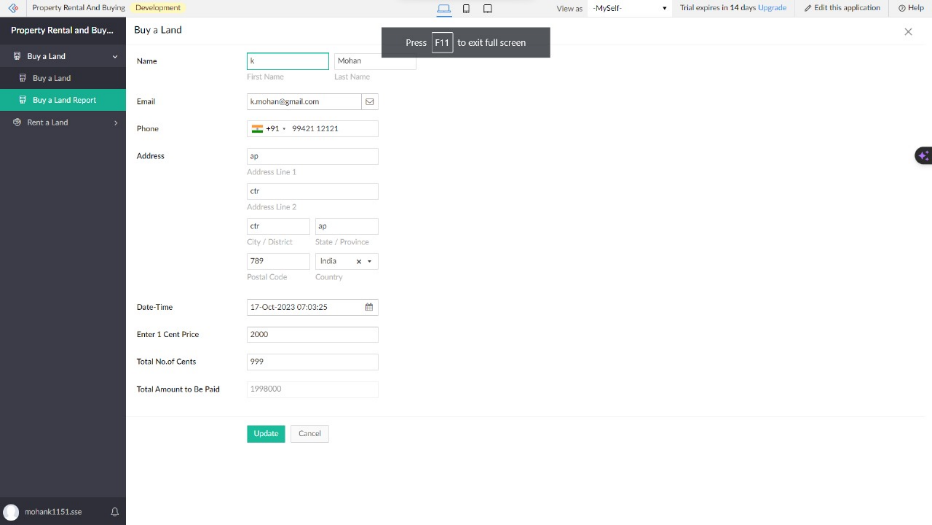 Property Rental And Buying Development View as -MySelf- Trial expires in 14 days Upgrade Edit this application Help
Property Rental and Buy...
Buy a Land
Buy a Land
Buy a Land Report
Rent a Land
mohank1151.sse
Buy a Land
Press F11 to exit full screen
Name k Mohan
First Name Last Name
Email k.mohan@gmail.com
Phone +91 99421 12121
Address ap
Address Line 1
ctr
Address Line 2
ctr ap
City / District State / Province
789 India
Postal Code Country
Date-Time 17-Oct-2023 07:03:25
Enter 1 Cent Price 2000
Total No.of Cents 999
Total Amount to Be Paid 1998000
Update Cancel